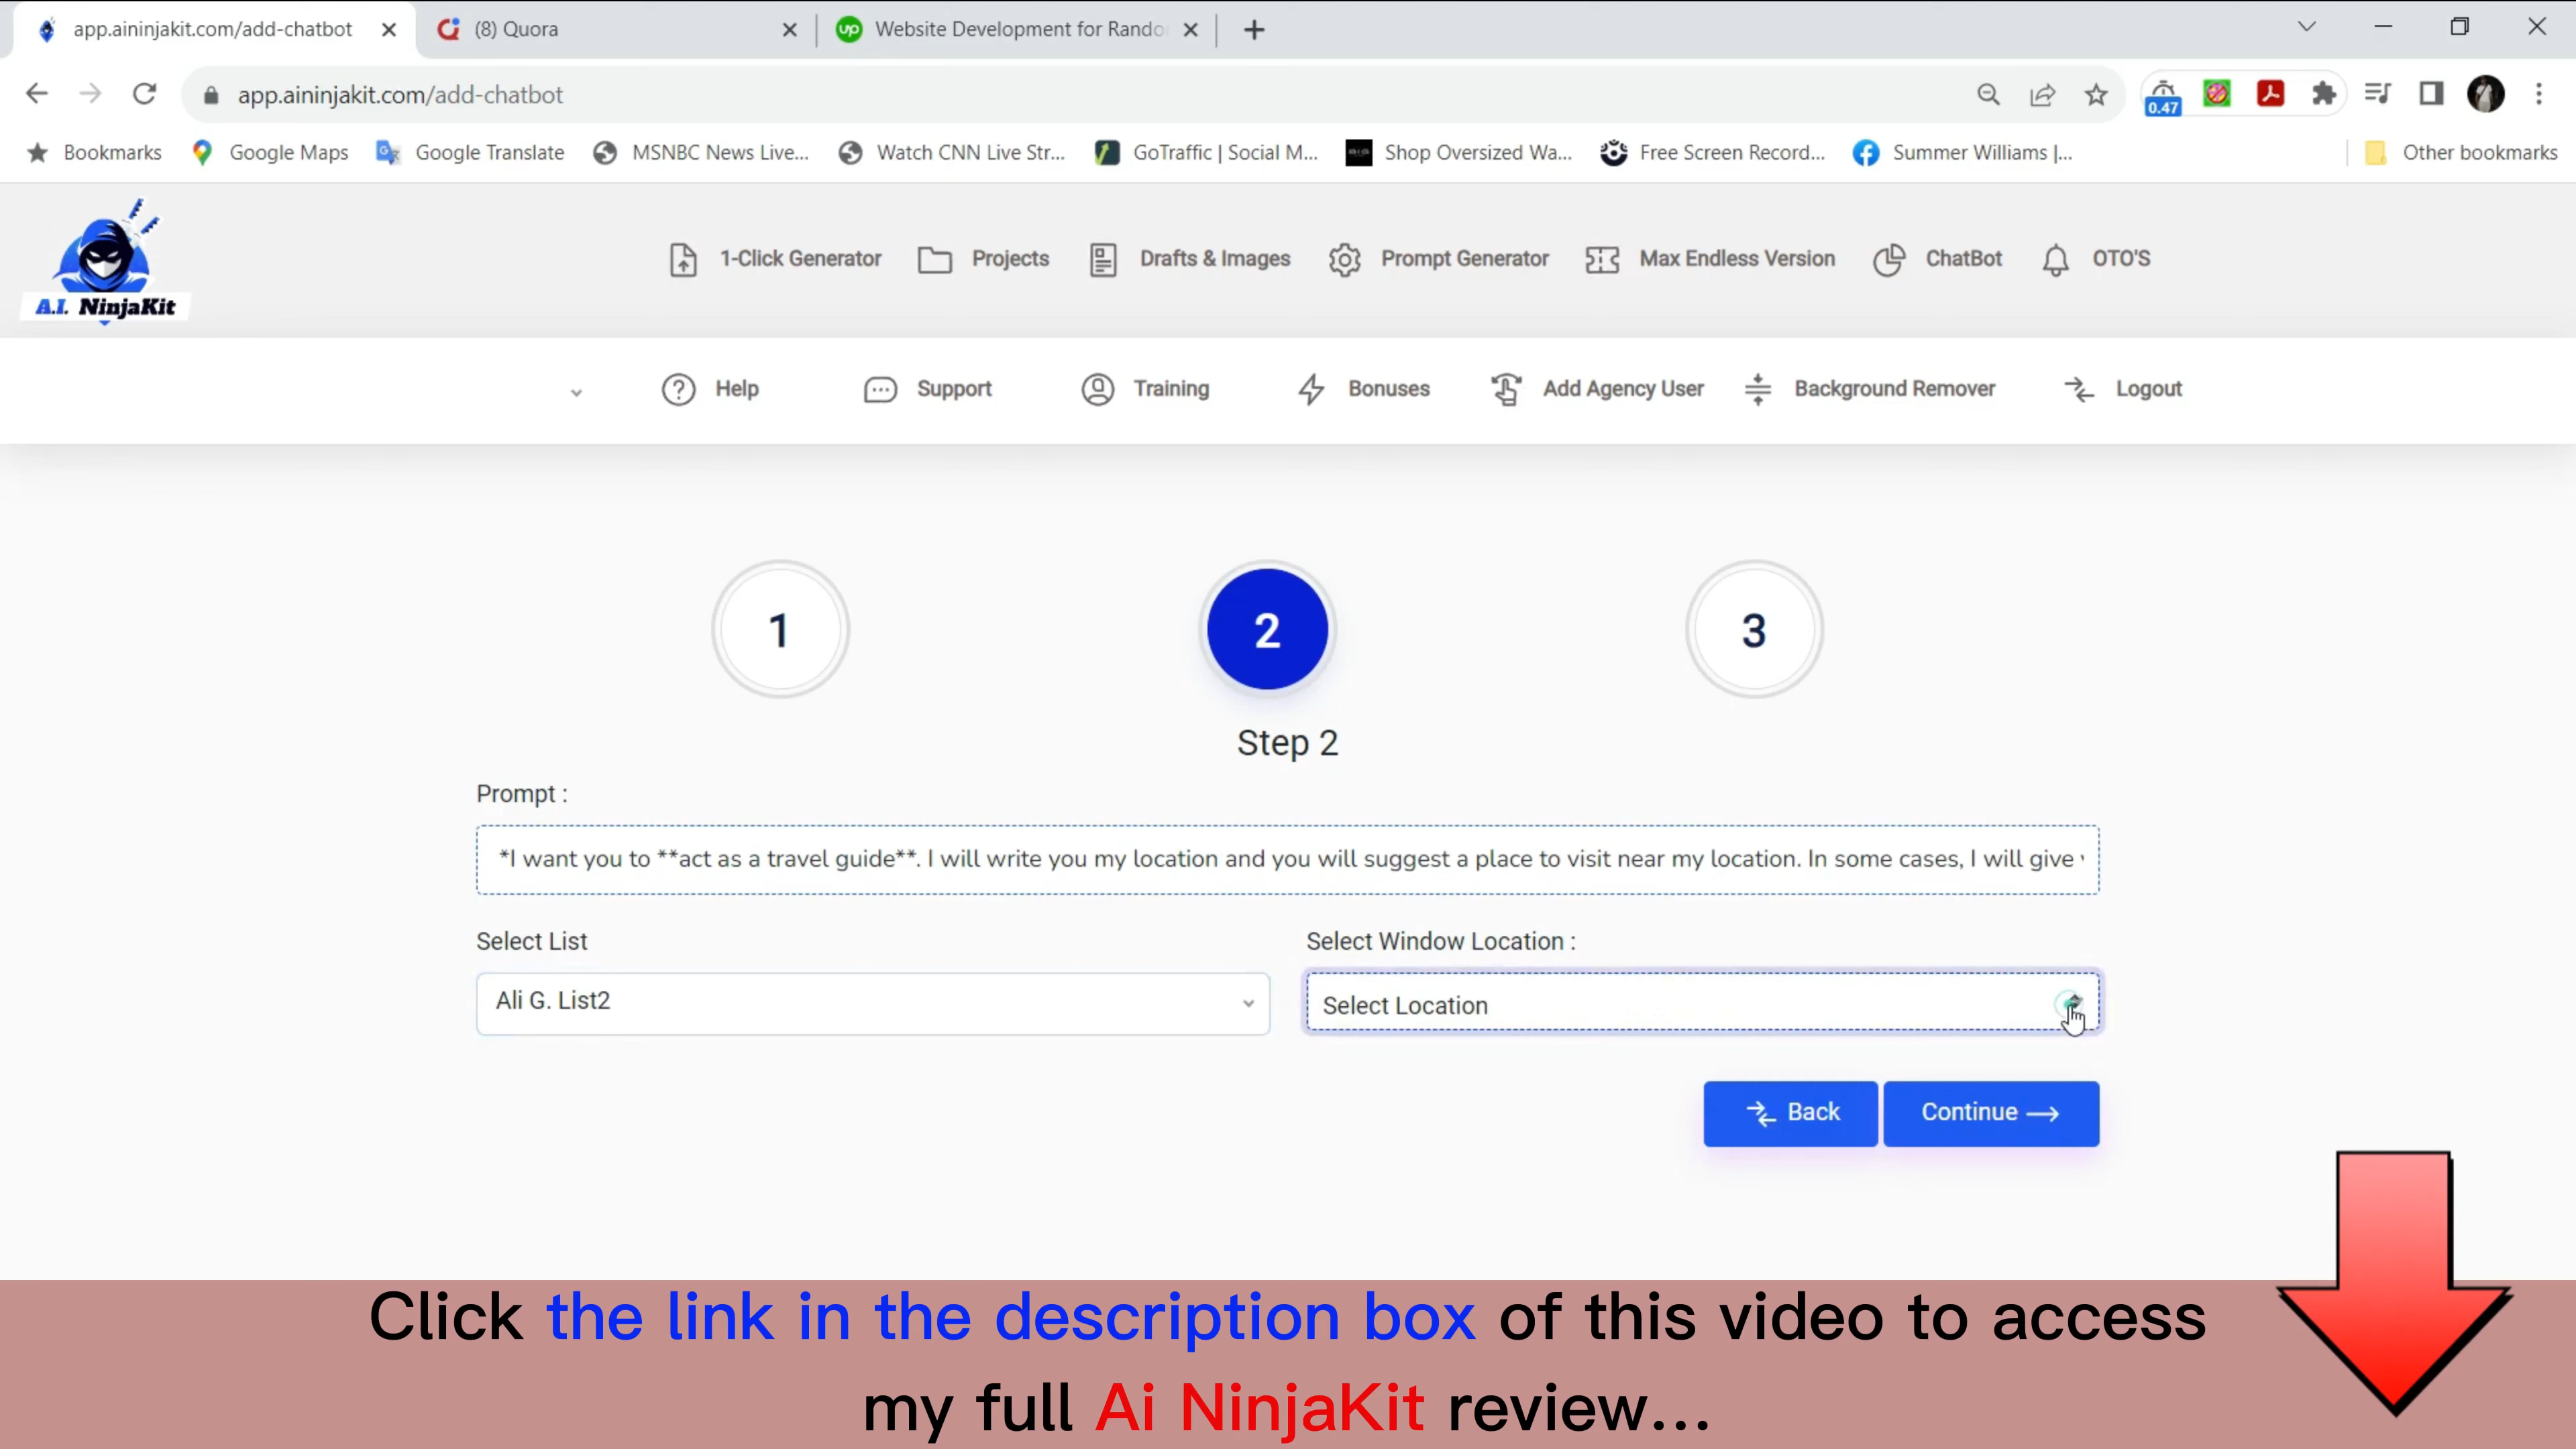 app.aininjakit.com/add-chatbot
(8) Quora
up Website Development for Rando
app.aininjakit.com/add-chatbot
0.47
Bookmarks Google Maps Google Translate MSNBC News Live... Watch CNN Live Str... GoTraffic | Social M... Shop Oversized Wa... Free Screen Record... Summer Williams |... Other bookmarks
A.I. NinjaKit
1-Click Generator Projects Drafts & Images Prompt Generator Max Endless Version ChatBot OTO'S
Help Support Training Bonuses Add Agency User Background Remover Logout
1 2 3
Step 2
Prompt :
*I want you to **act as a travel guide**. I will write you my location and you will suggest a place to visit near my location. In some cases, I will give
Select List Select Window Location :
Ali G. List2 Select Location
Back Continue
Click the link in the description box of this video to access
my full Ai NinjaKit review...